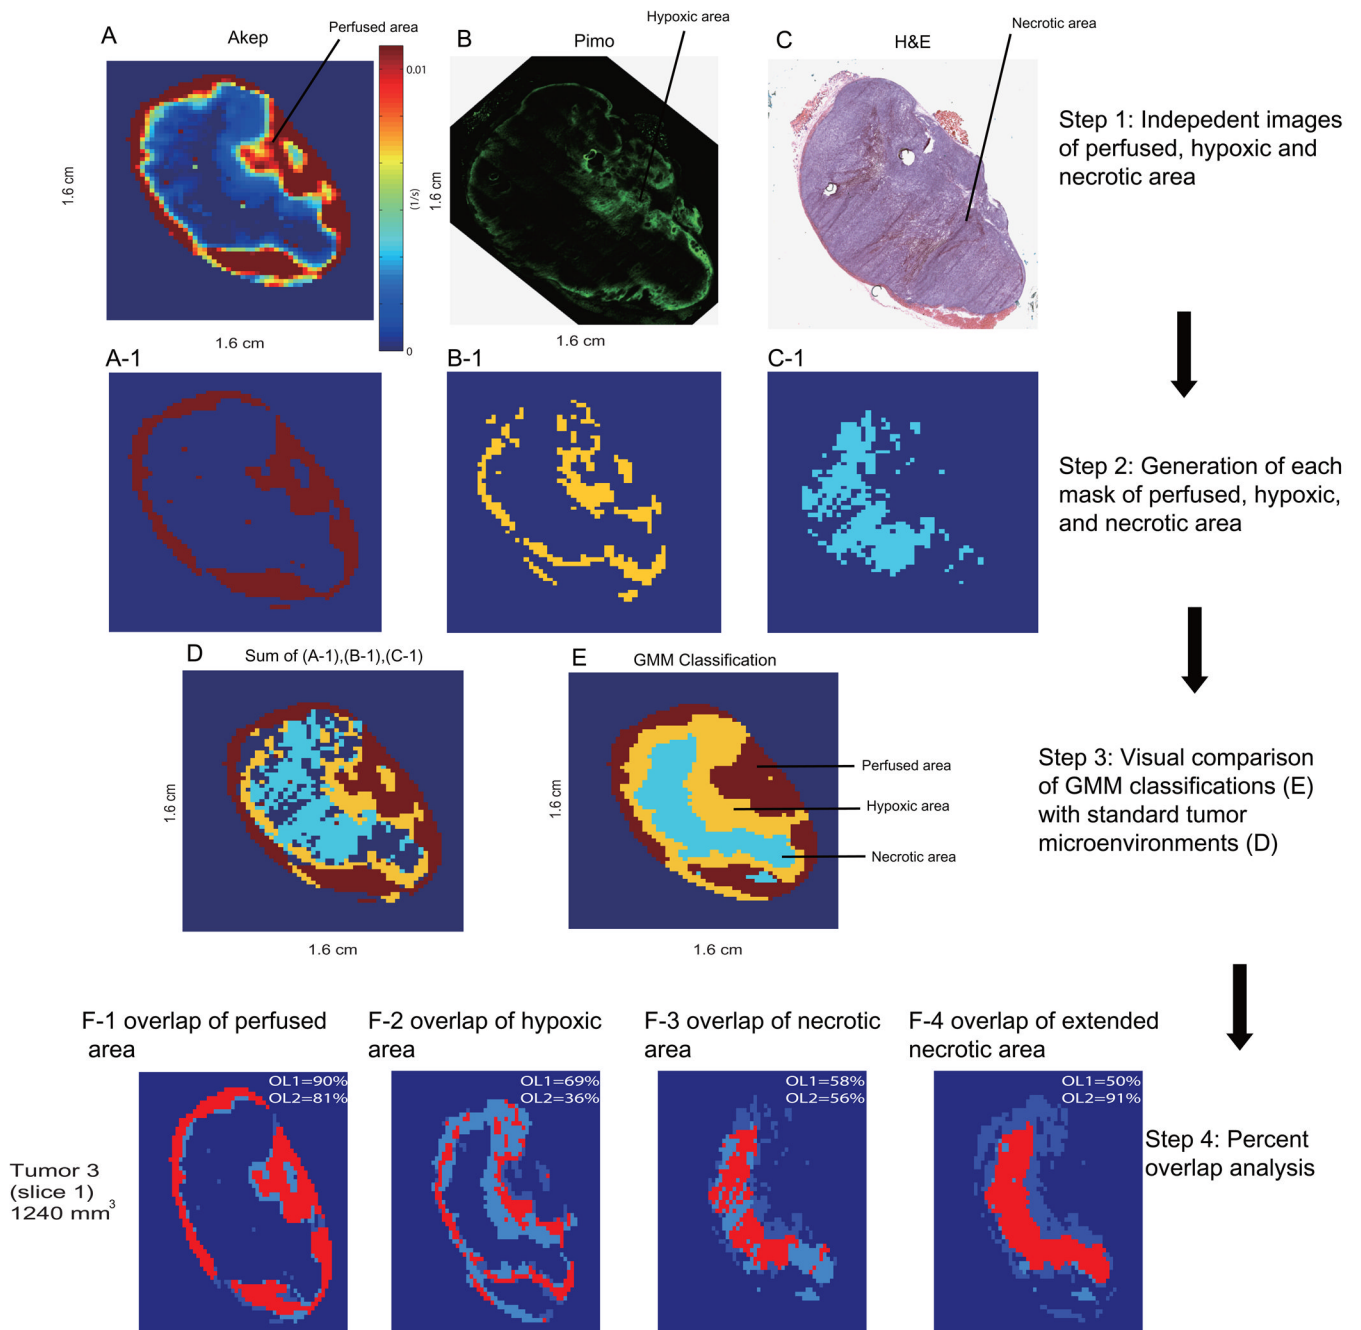 A
Akep
Perfused area
0.01
(1/s)
0
1.6 cm
1.6 cm
B
Pimo
Hypoxic area
1.6 cm
1.6 cm
C
H&E
Necrotic area
Step 1: Indepedent images
of perfused, hypoxic and
necrotic area
A-1
B-1
C-1
Step 2: Generation of each
mask of perfused, hypoxic,
and necrotic area
D
Sum of (A-1),(B-1),(C-1)
1.6 cm
1.6 cm
E
GMM Classification
1.6 cm
1.6 cm
Perfused area
Hypoxic area
Necrotic area
Step 3: Visual comparison
of GMM classifications (E)
with standard tumor
microenvironments (D)
F-1 overlap of perfused
area
OL1=90%
OL2=81%
F-2 overlap of hypoxic
area
OL1=69%
OL2=36%
F-3 overlap of necrotic
area
OL1=58%
OL2=56%
F-4 overlap of extended
necrotic area
OL1=50%
OL2=91%
Step 4: Percent
overlap analysis
Tumor 3
(slice 1)
1240 mm³